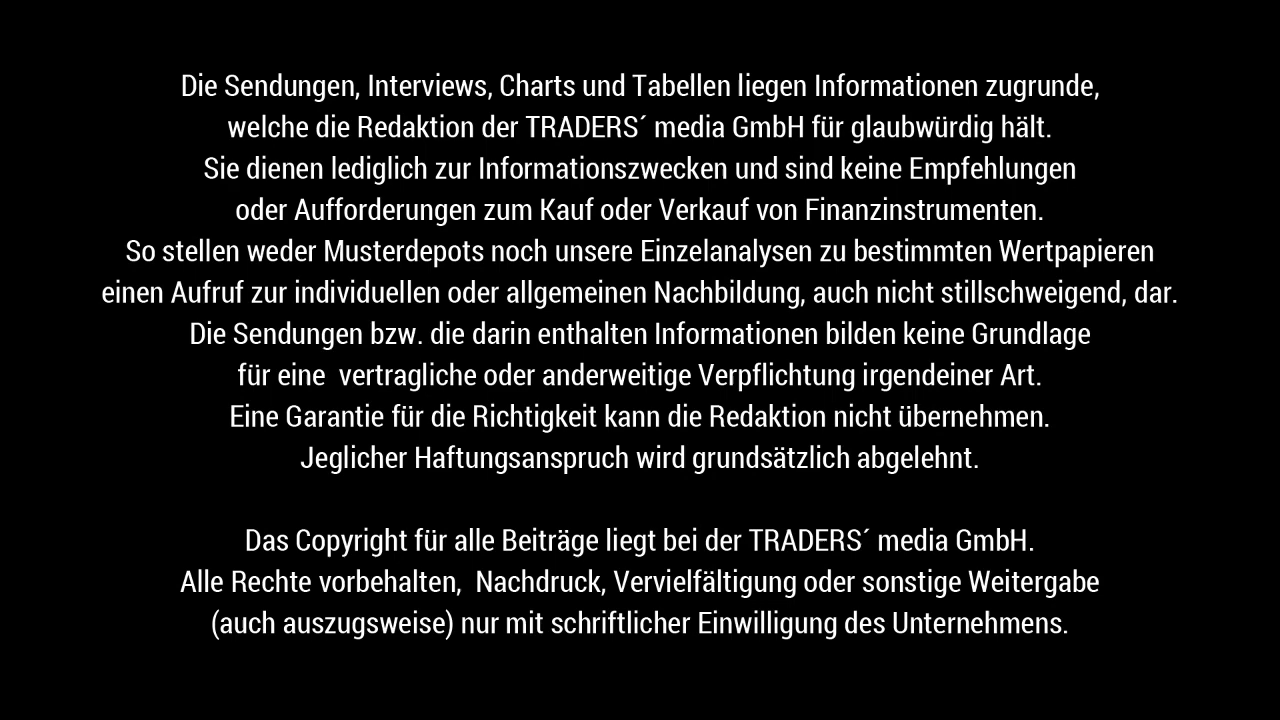 Die Sendungen, Interviews, Charts und Tabellen liegen Informationen zugrunde,
welche die Redaktion der TRADERS´ media GmbH für glaubwürdig hält.
Sie dienen lediglich zur Informationszwecken und sind keine Empfehlungen
oder Aufforderungen zum Kauf oder Verkauf von Finanzinstrumenten.
So stellen weder Musterdepots noch unsere Einzelanalysen zu bestimmten Wertpapieren
einen Aufruf zur individuellen oder allgemeinen Nachbildung, auch nicht stillschweigend, dar.
Die Sendungen bzw. die darin enthalten Informationen bilden keine Grundlage
für eine  vertragliche oder anderweitige Verpflichtung irgendeiner Art.
Eine Garantie für die Richtigkeit kann die Redaktion nicht übernehmen.
Jeglicher Haftungsanspruch wird grundsätzlich abgelehnt.
Das Copyright für alle Beiträge liegt bei der TRADERS´ media GmbH.
Alle Rechte vorbehalten,  Nachdruck, Vervielfältigung oder sonstige Weitergabe
(auch auszugsweise) nur mit schriftlicher Einwilligung des Unternehmens.